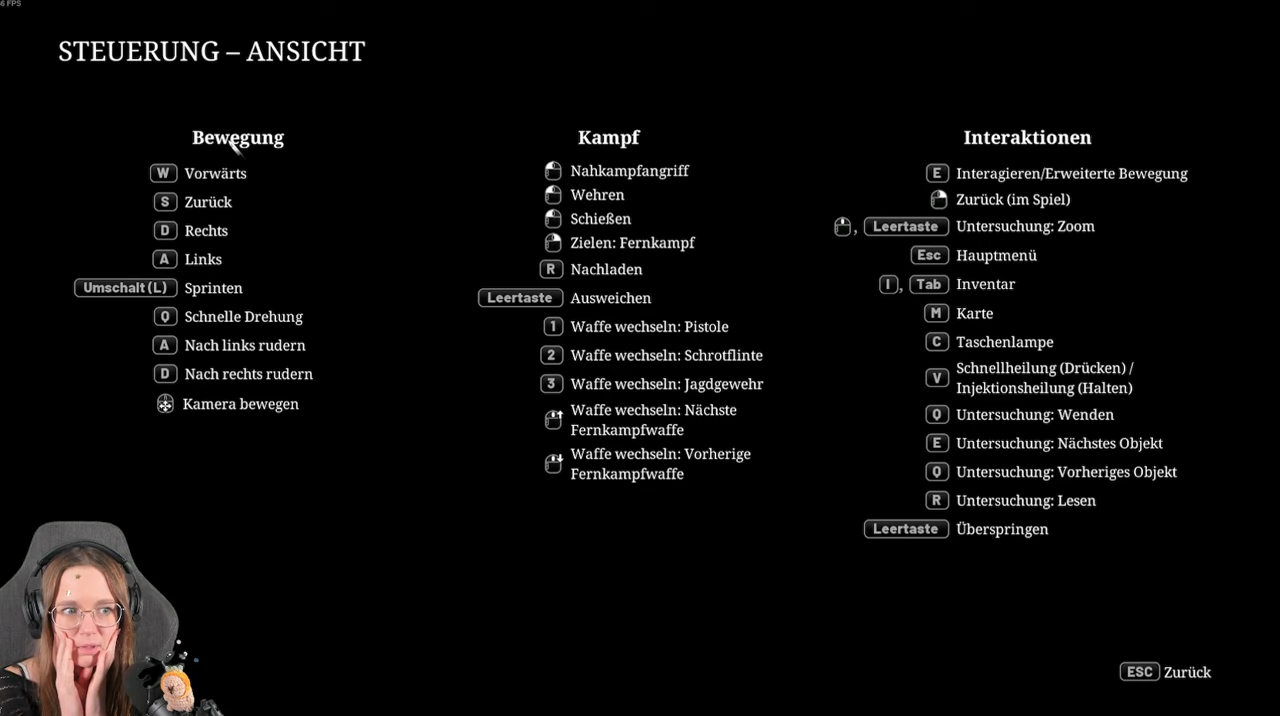 6 FPS
STEUERUNG – ANSICHT
Bewegung
W Vorwärts
S Zurück
D Rechts
A Links
Umschalt (L) Sprinten
Q Schnelle Drehung
A Nach links rudern
D Nach rechts rudern
Kamera bewegen
Kampf
Nahkampfangriff
Wehren
Schießen
Zielen: Fernkampf
R Nachladen
Leertaste Ausweichen
1 Waffe wechseln: Pistole
2 Waffe wechseln: Schrotflinte
3 Waffe wechseln: Jagdgewehr
Waffe wechseln: Nächste
Fernkampfwaffe
Waffe wechseln: Vorherige
Fernkampfwaffe
Interaktionen
E Interagieren/Erweiterte Bewegung
Zurück (im Spiel)
, Leertaste Untersuchung: Zoom
Esc Hauptmenü
I, Tab Inventar
M Karte
C Taschenlampe
V Schnellheilung (Drücken) /
Injektionsheilung (Halten)
Q Untersuchung: Wenden
E Untersuchung: Nächstes Objekt
Q Untersuchung: Vorheriges Objekt
R Untersuchung: Lesen
Leertaste Überspringen
ESC Zurück